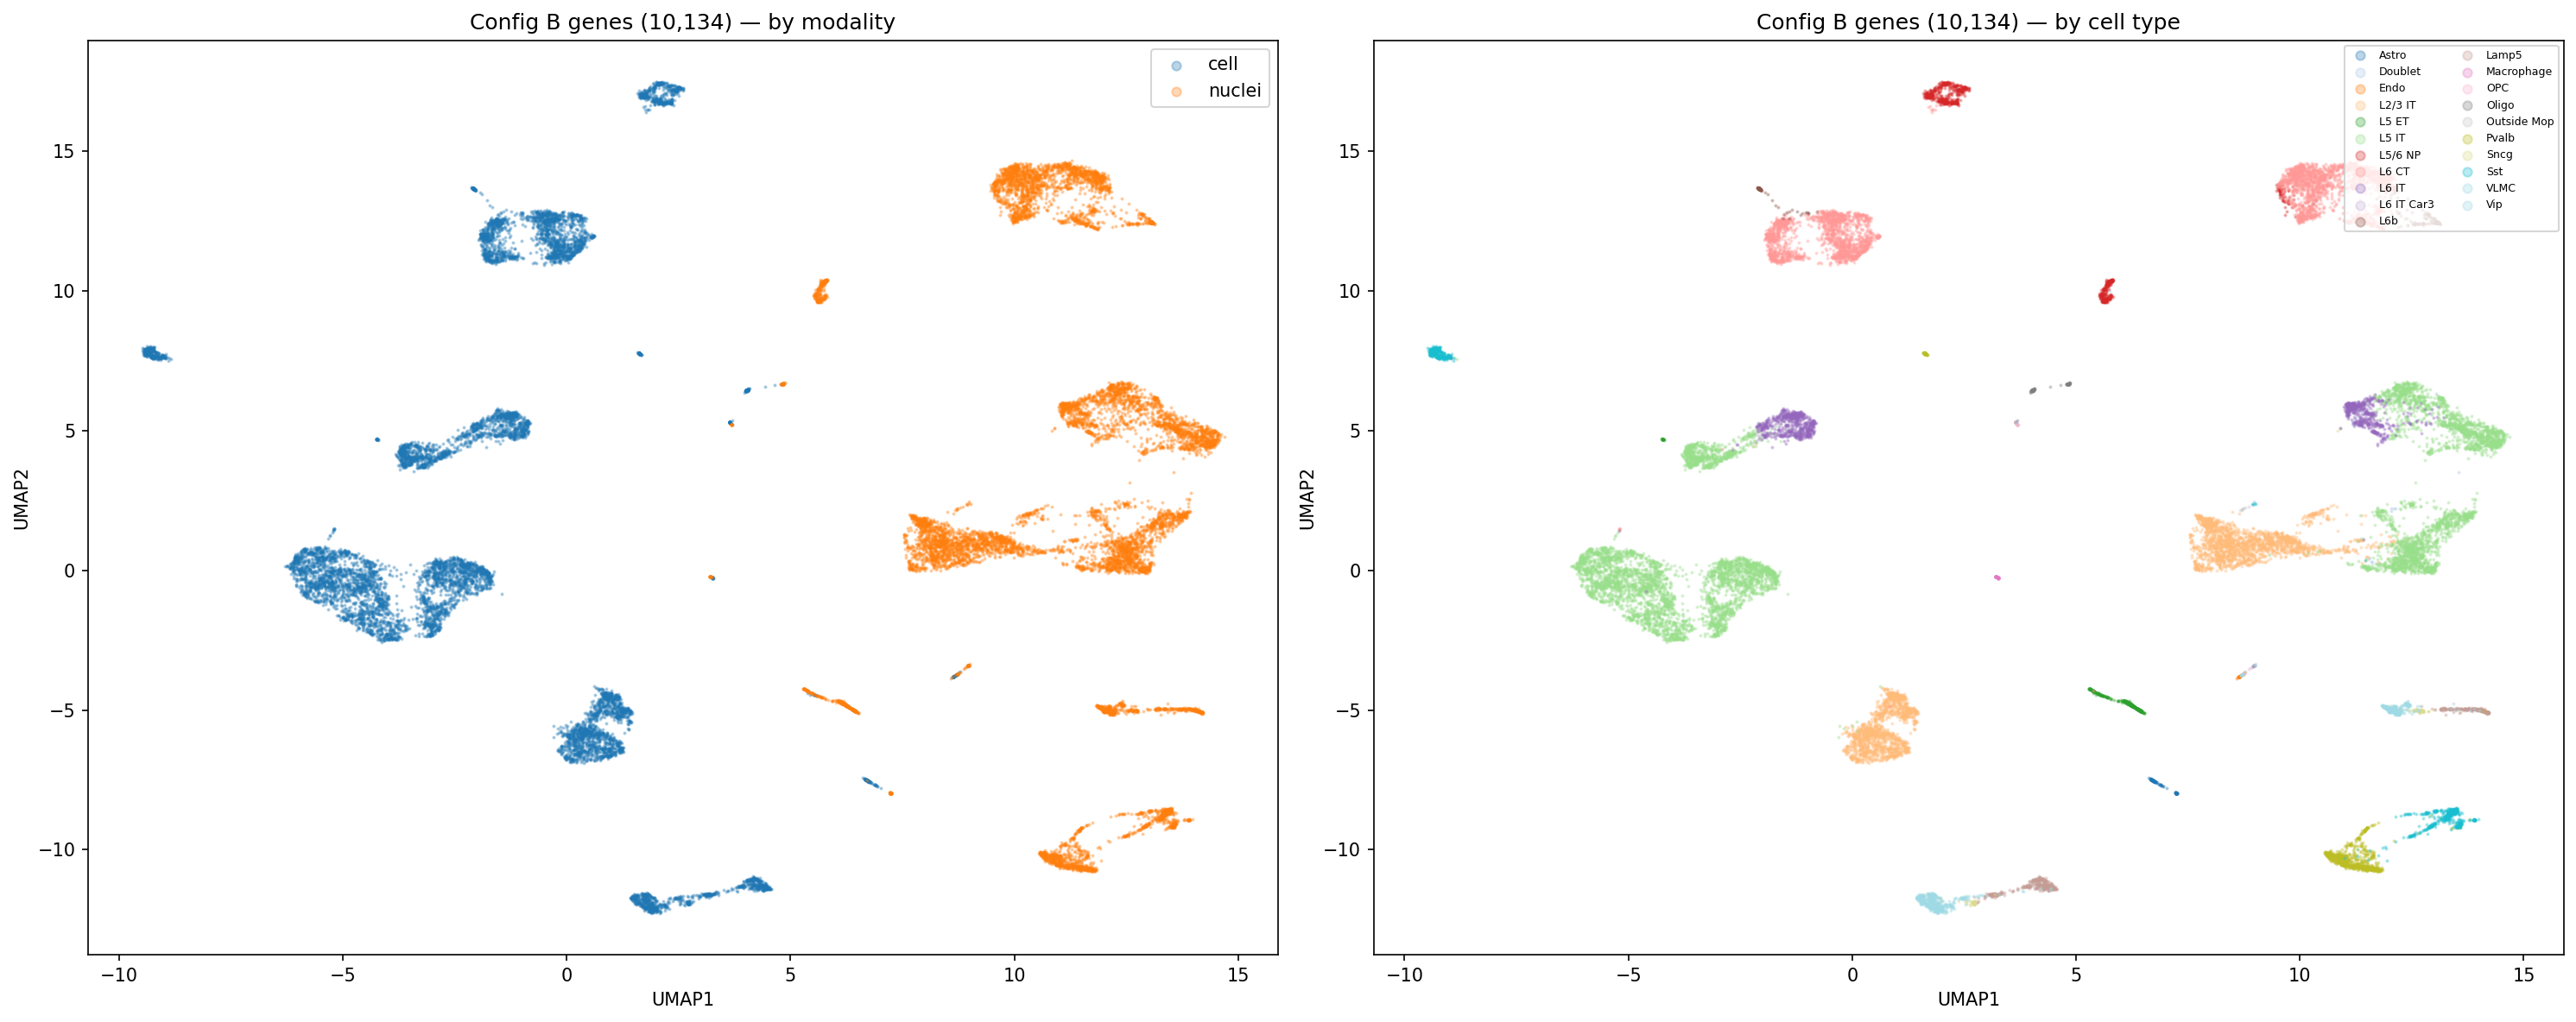 Config B genes (10,134) — by modality
cell
nuclei
15
10
5
0
−5
−10
UMAP2
−10
−5
0
5
10
15
UMAP1
Config B genes (10,134) — by cell type
Astro
Doublet
Endo
L2/3 IT
L5 ET
L5 IT
L5/6 NP
L6 CT
L6 IT
L6 IT Car3
L6b
Lamp5
Macrophage
OPC
Oligo
Outside Mop
Pvalb
Sncg
Sst
VLMC
Vip
15
10
5
0
−5
−10
UMAP2
−10
−5
0
5
10
15
UMAP1